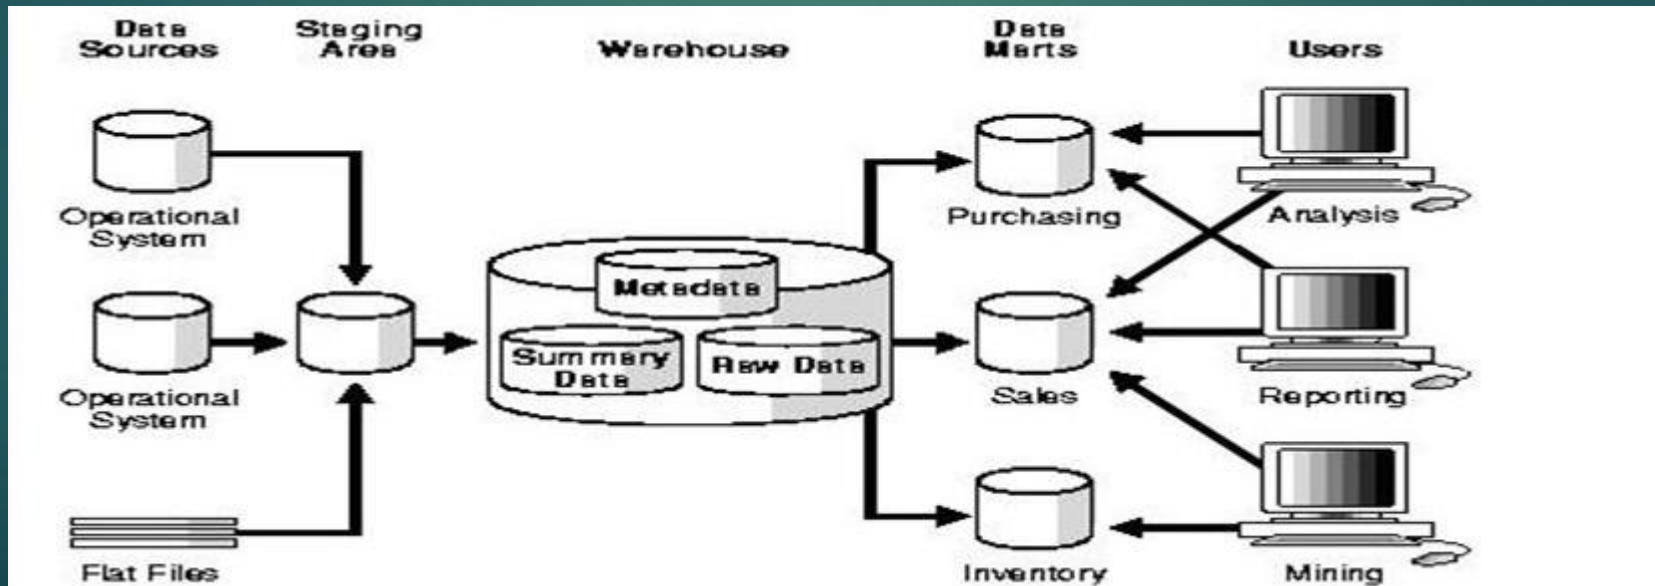 Data
Sources
Staging
Area
Warehouse
Data
Marts
Users
Operational
System
Purchasing
Analysis
Metadata
Summary
Data
Raw Data
Operational
System
Sales
Reporting
Flat Files
Inventory
Mining